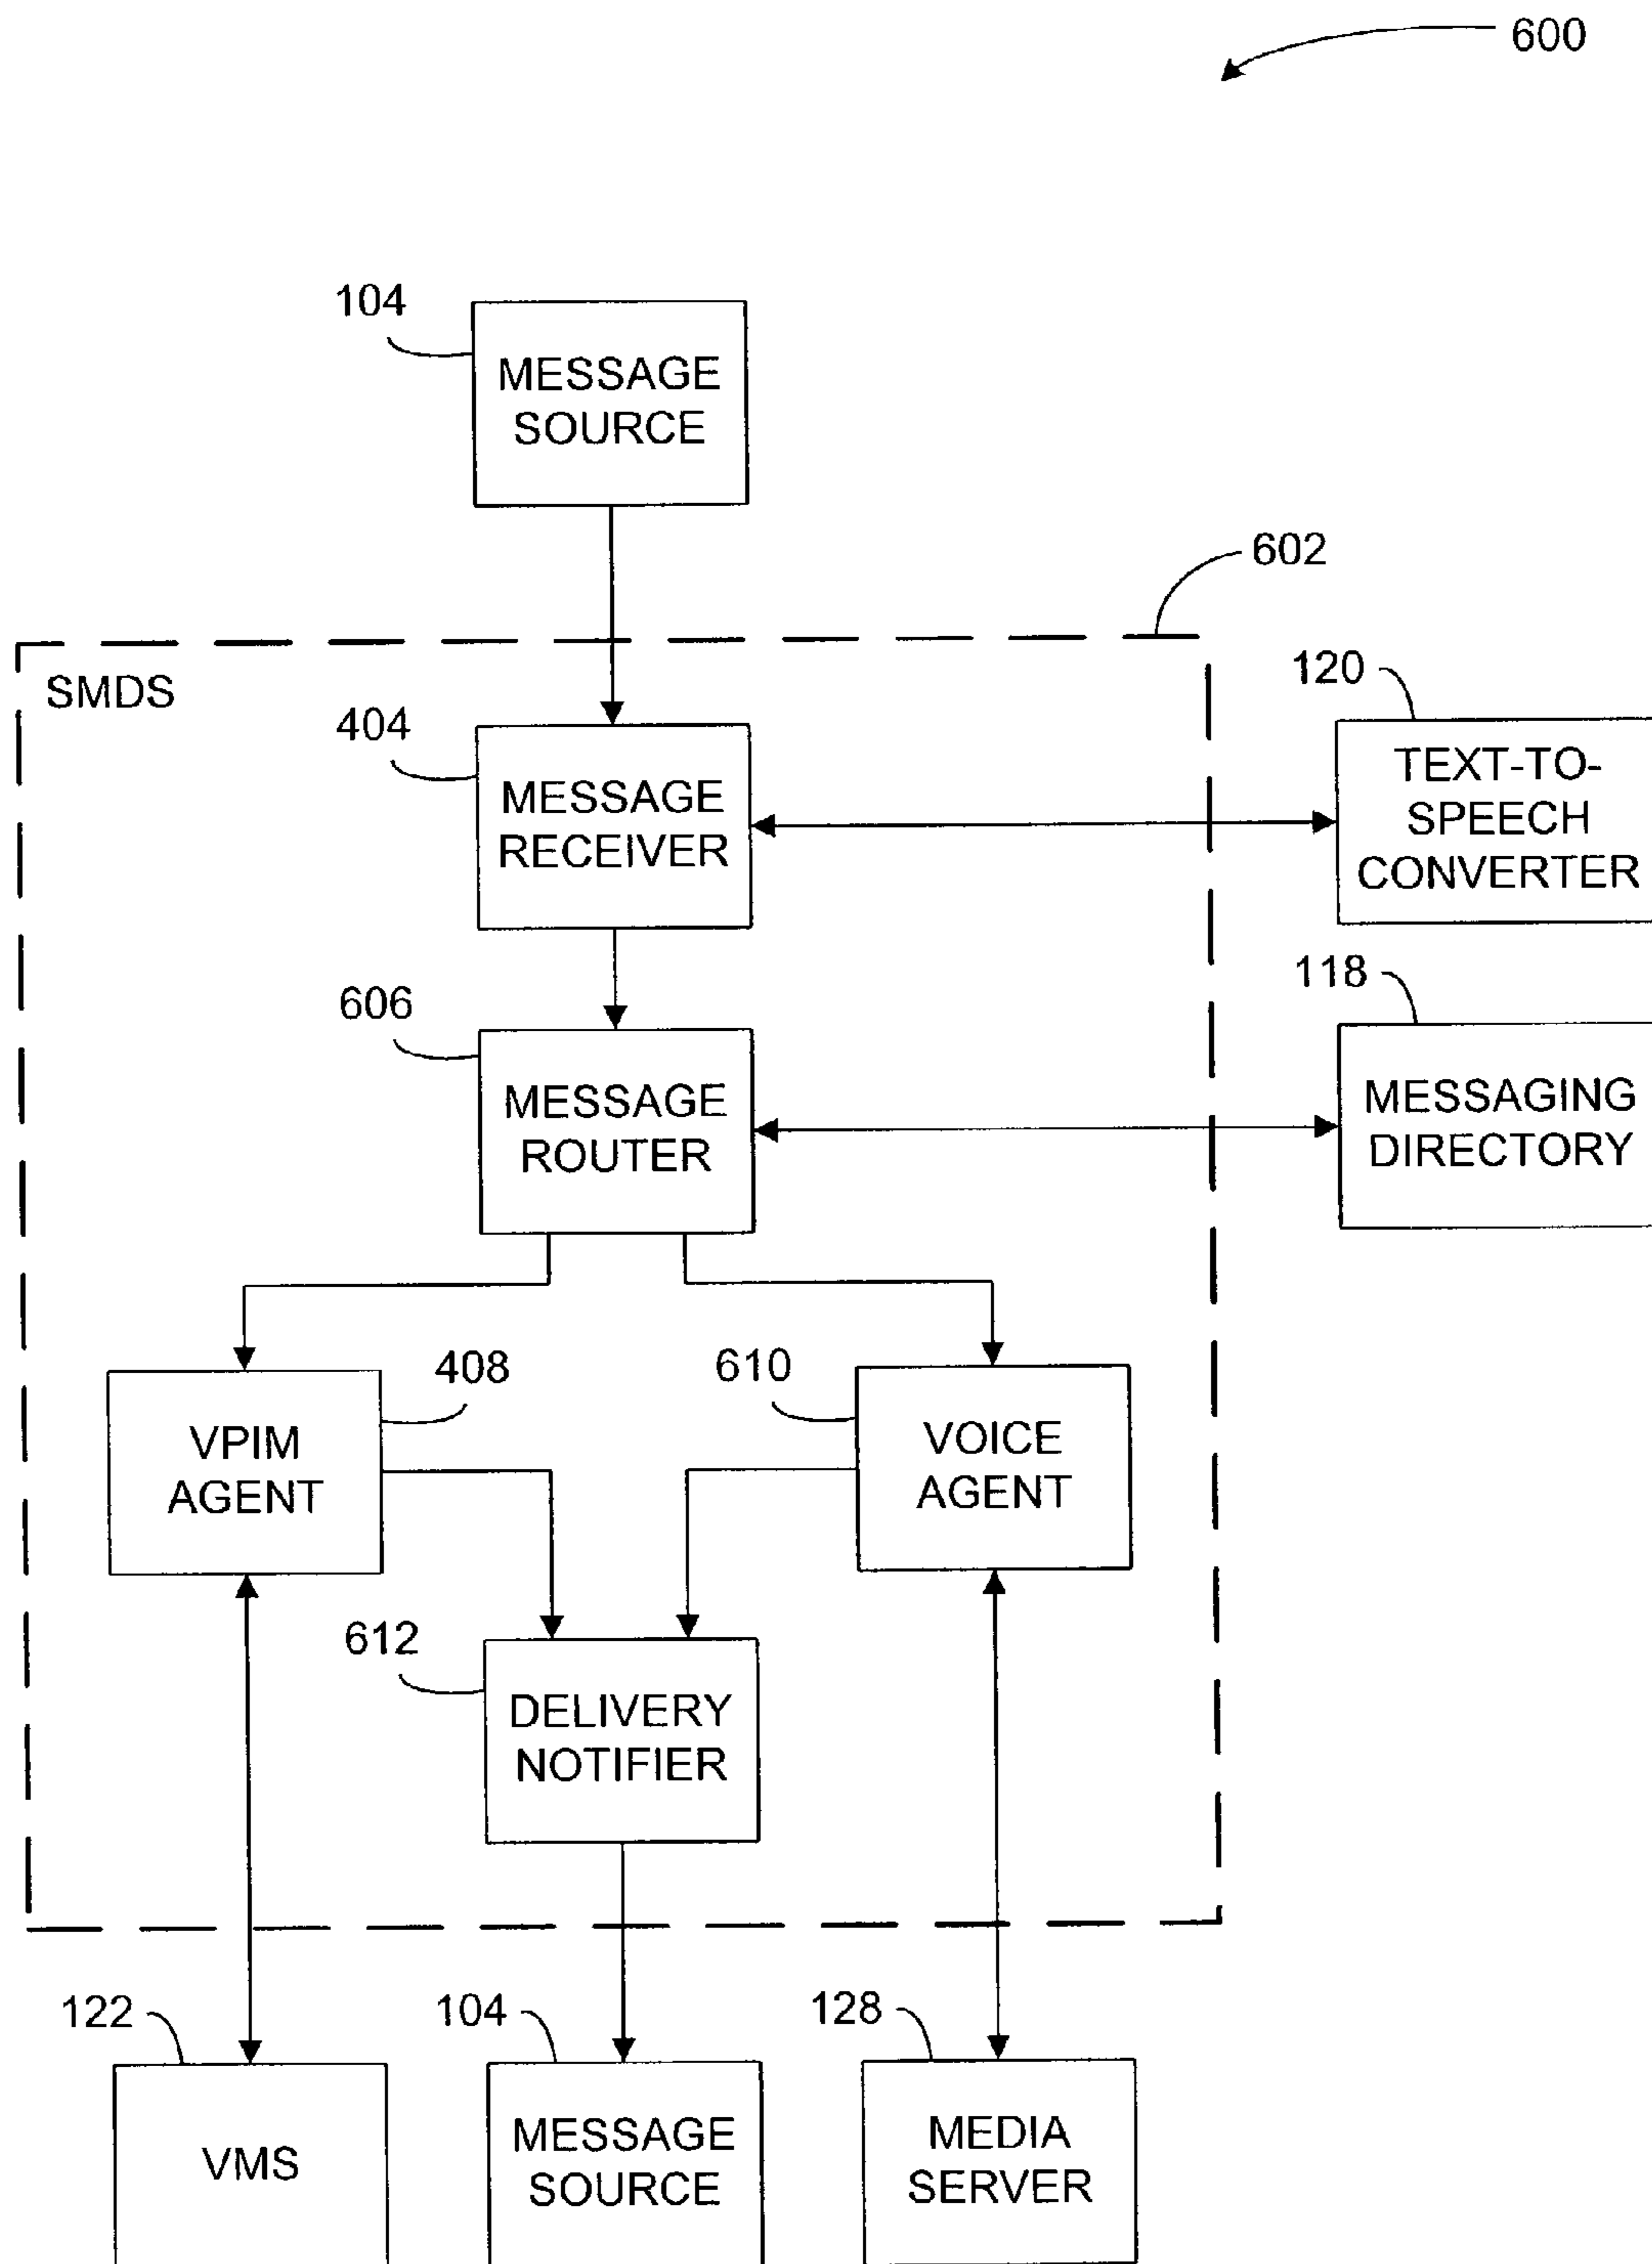 600
104
MESSAGE
SOURCE
602
SMDS
120
404
TEXT-TO-
SPEECH
CONVERTER
MESSAGE
RECEIVER
118
606
MESSAGE
ROUTER
MESSAGING
DIRECTORY
408
610
VPIM
AGENT
VOICE
AGENT
612
DELIVERY
NOTIFIER
122
104
128
VMS
MESSAGE
SOURCE
MEDIA
SERVER